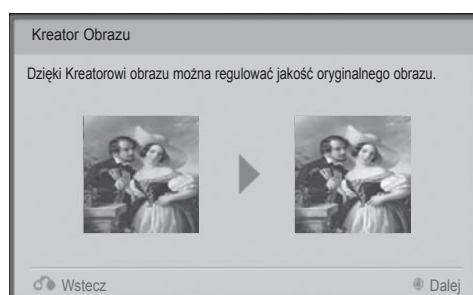 Kreator Obrazu
Dzięki Kreatorowi obrazu można regulować jakość oryginalnego obrazu.
Wstecz
Dalej